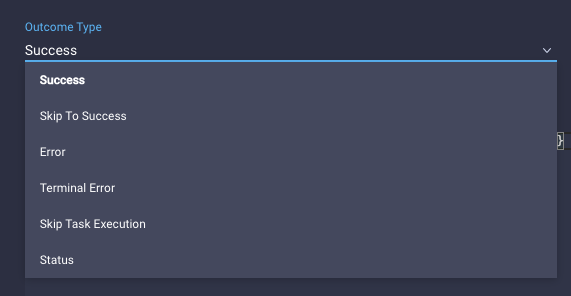 Outcome Type
Success
Success
Skip To Success
}
Error
Terminal Error
Skip Task Execution
Status